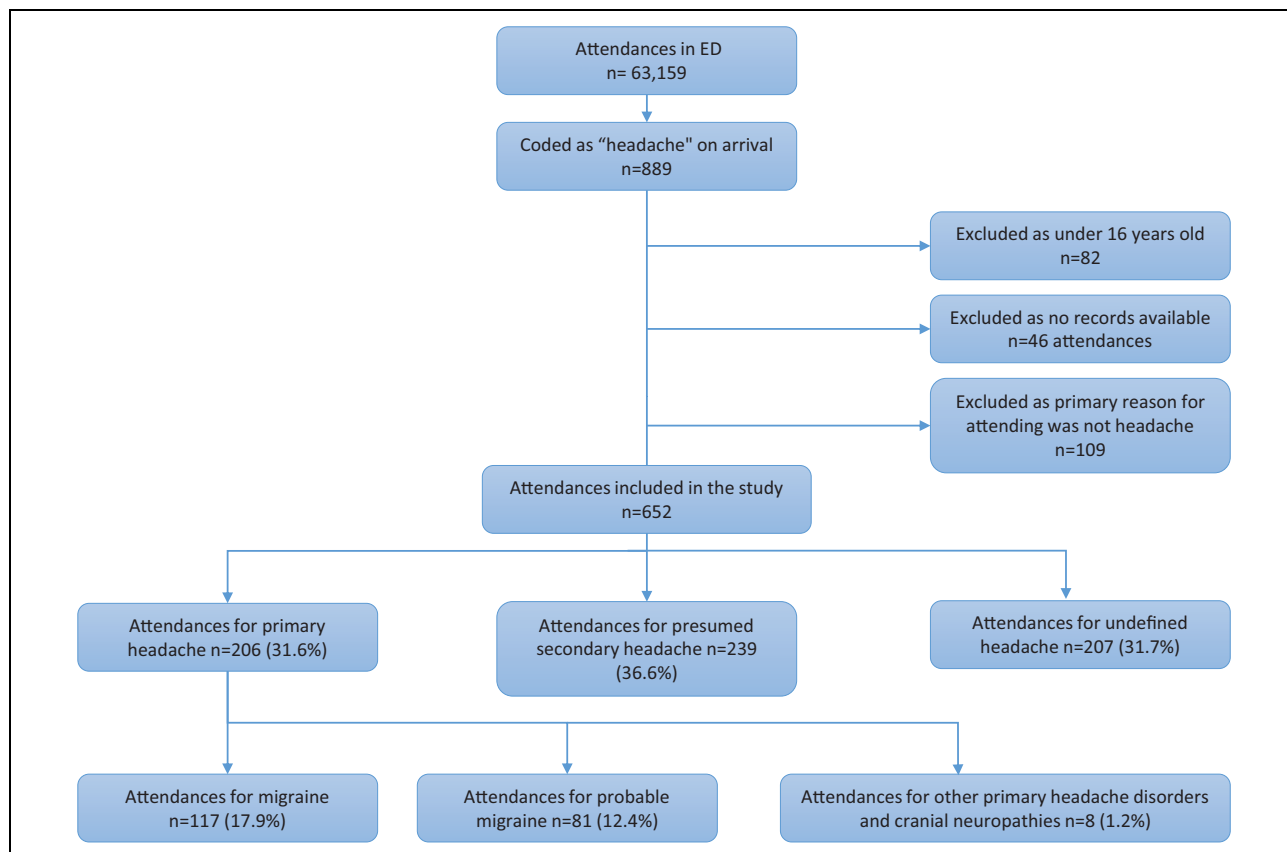 Attendances in ED
n= 63,159
Coded as “headache" on arrival
n=889
Excluded as under 16 years old
n=82
Excluded as no records available
n=46 attendances
Excluded as primary reason for
attending was not headache
n=109
Attendances included in the study
n=652
Attendances for primary
headache n=206 (31.6%)
Attendances for presumed
secondary headache n=239
(36.6%)
Attendances for undefined
headache n=207 (31.7%)
Attendances for migraine
n=117 (17.9%)
Attendances for probable
migraine n=81 (12.4%)
Attendances for other primary headache disorders
and cranial neuropathies n=8 (1.2%)